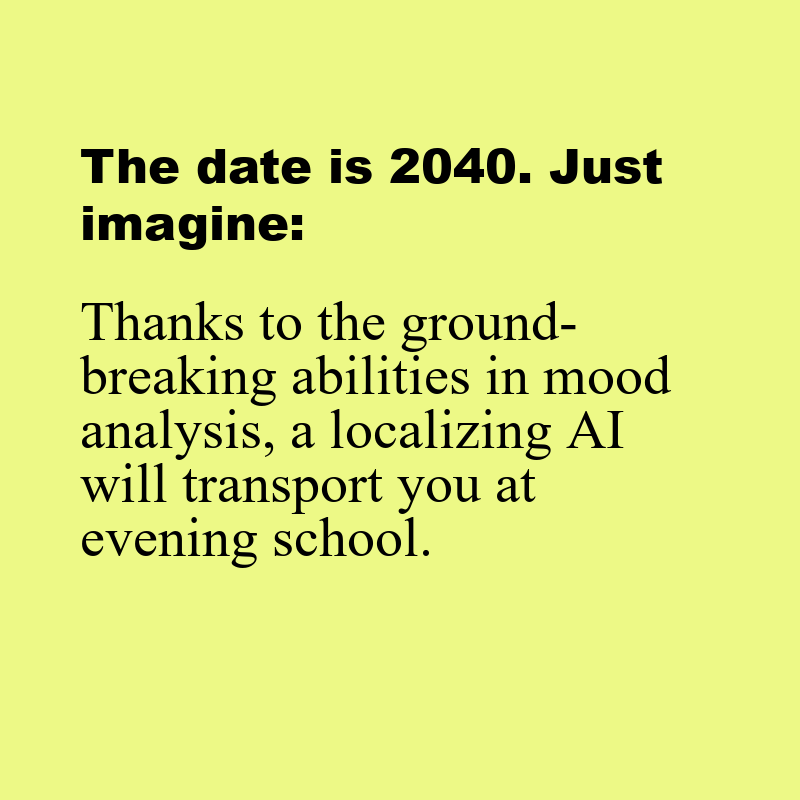 The date is 2040. Just
imagine:
Thanks to the ground-
breaking abilities in mood
analysis, a localizing AI
will transport you at
evening school.